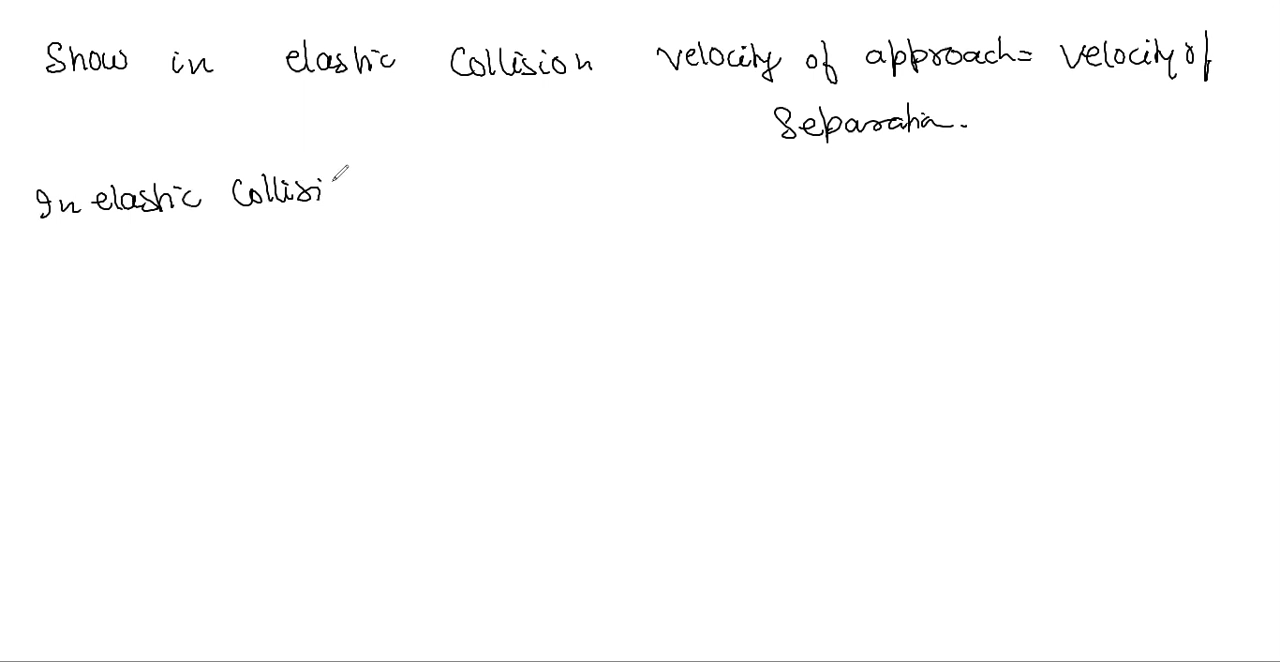 Show in elastic Collision velocity of approach = velocity of
Separation.
In elastic Collisi